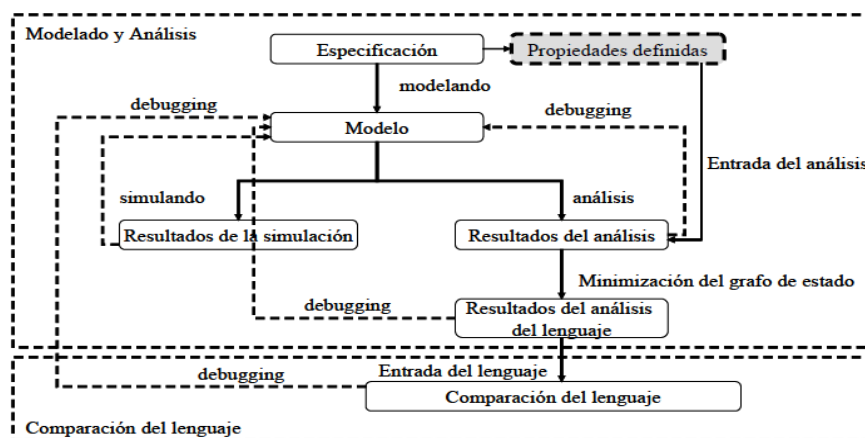 Modelado y Análisis
Especificación
Propiedades definidas
modelando
debugging
debugging
Modelo
Entrada del análisis
simulando
análisis
Resultados de la simulación
Resultados del análisis
Minimización del grafo de estado
debugging
Resultados del análisis
del lenguaje
debugging
Entrada del lenguaje
Comparación del lenguaje
Comparación del lenguaje